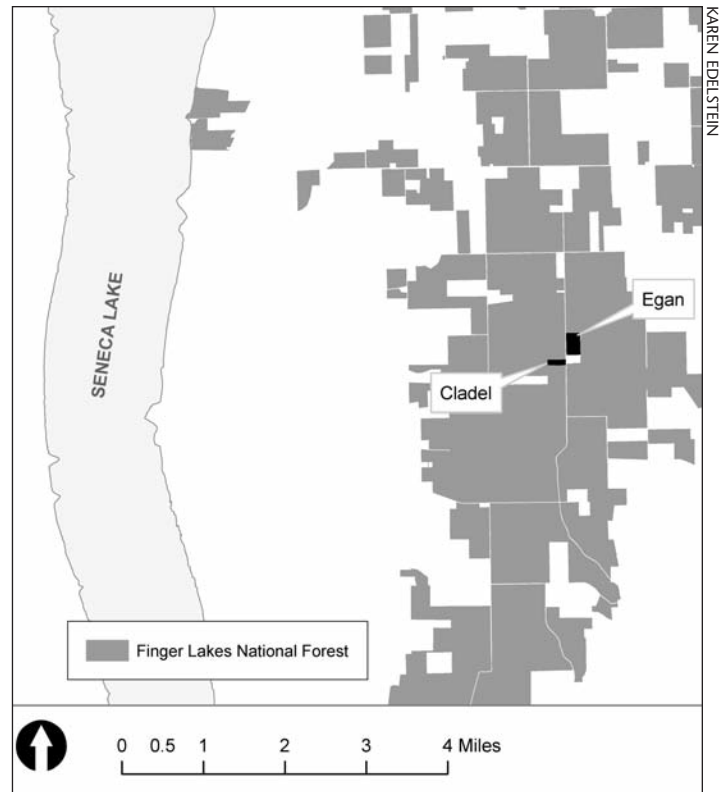 KAREN EDELSTEIN
SENECA LAKE
Egan
Cladel
Finger Lakes National Forest
0 0.5 1 2 3 4 Miles